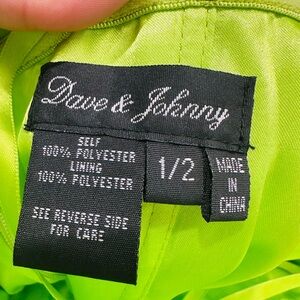 Dave & Johnny
SELF
100% POLYESTER
LINING
100% POLYESTER
SEE REVERSE SIDE
FOR CARE
1/2
MADE
IN
CHINA